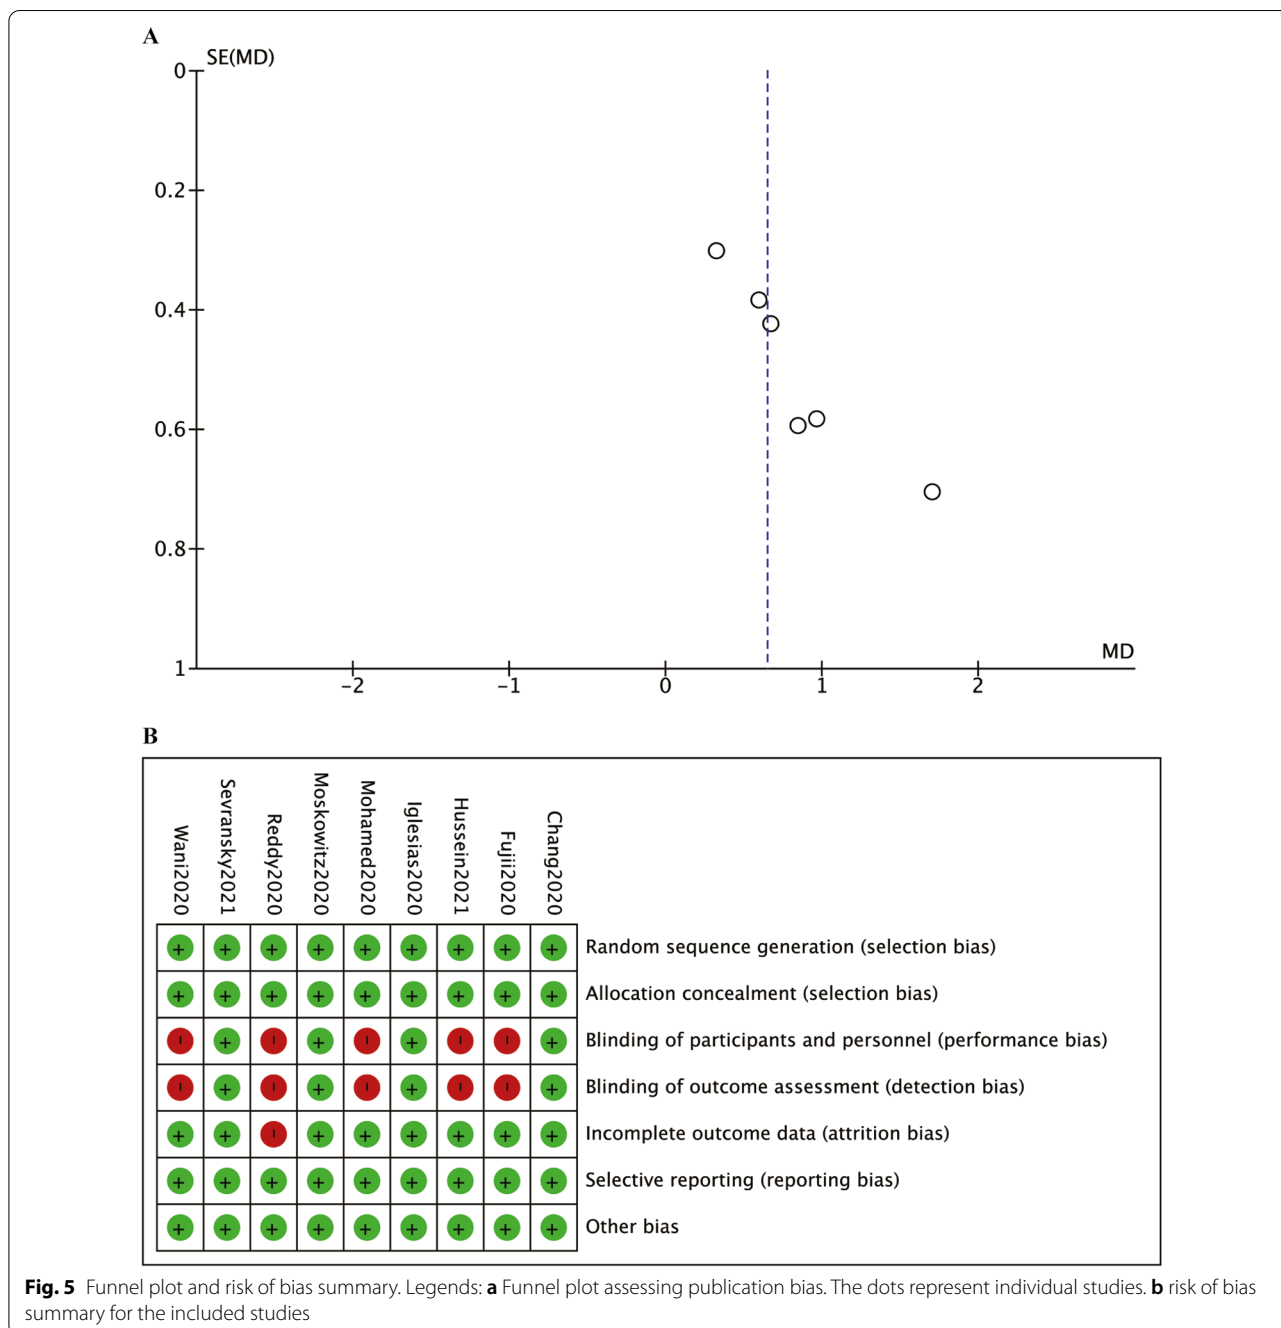 A
SE(MD)
0
0.2
0.4
0.6
0.8
1
MD
−2 −1 0 1 2
B
Wani2020
Sevransky2021
Reddy2020
Moskowitz2020
Mohamed2020
Iglesias2020
Hussein2021
Fujii2020
Chang2020
+ + + + + + + + + Random sequence generation (selection bias)
+ + + + + + + + + Allocation concealment (selection bias)
− + − + − + − − + Blinding of participants and personnel (performance bias)
− + − + − + − − + Blinding of outcome assessment (detection bias)
+ + − + + + + + + Incomplete outcome data (attrition bias)
+ + + + + + + + + Selective reporting (reporting bias)
+ + + + + + + + + Other bias
Fig. 5 Funnel plot and risk of bias summary. Legends: a Funnel plot assessing publication bias. The dots represent individual studies. b risk of bias
summary for the included studies